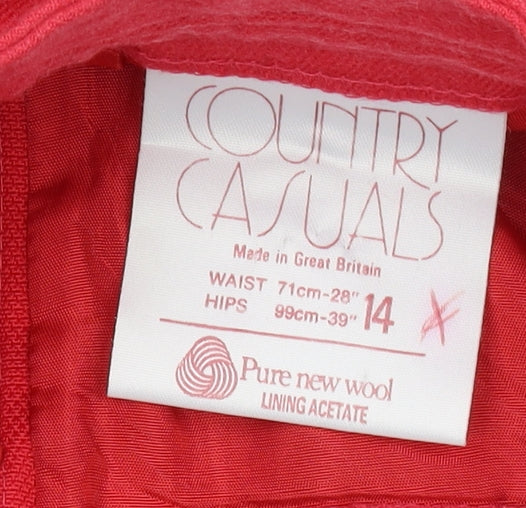 COUNTRY
CASUALS
Made in Great Britain
WAIST 71cm-28" 14
HIPS 99cm-39"
Pure new wool
LINING ACETATE